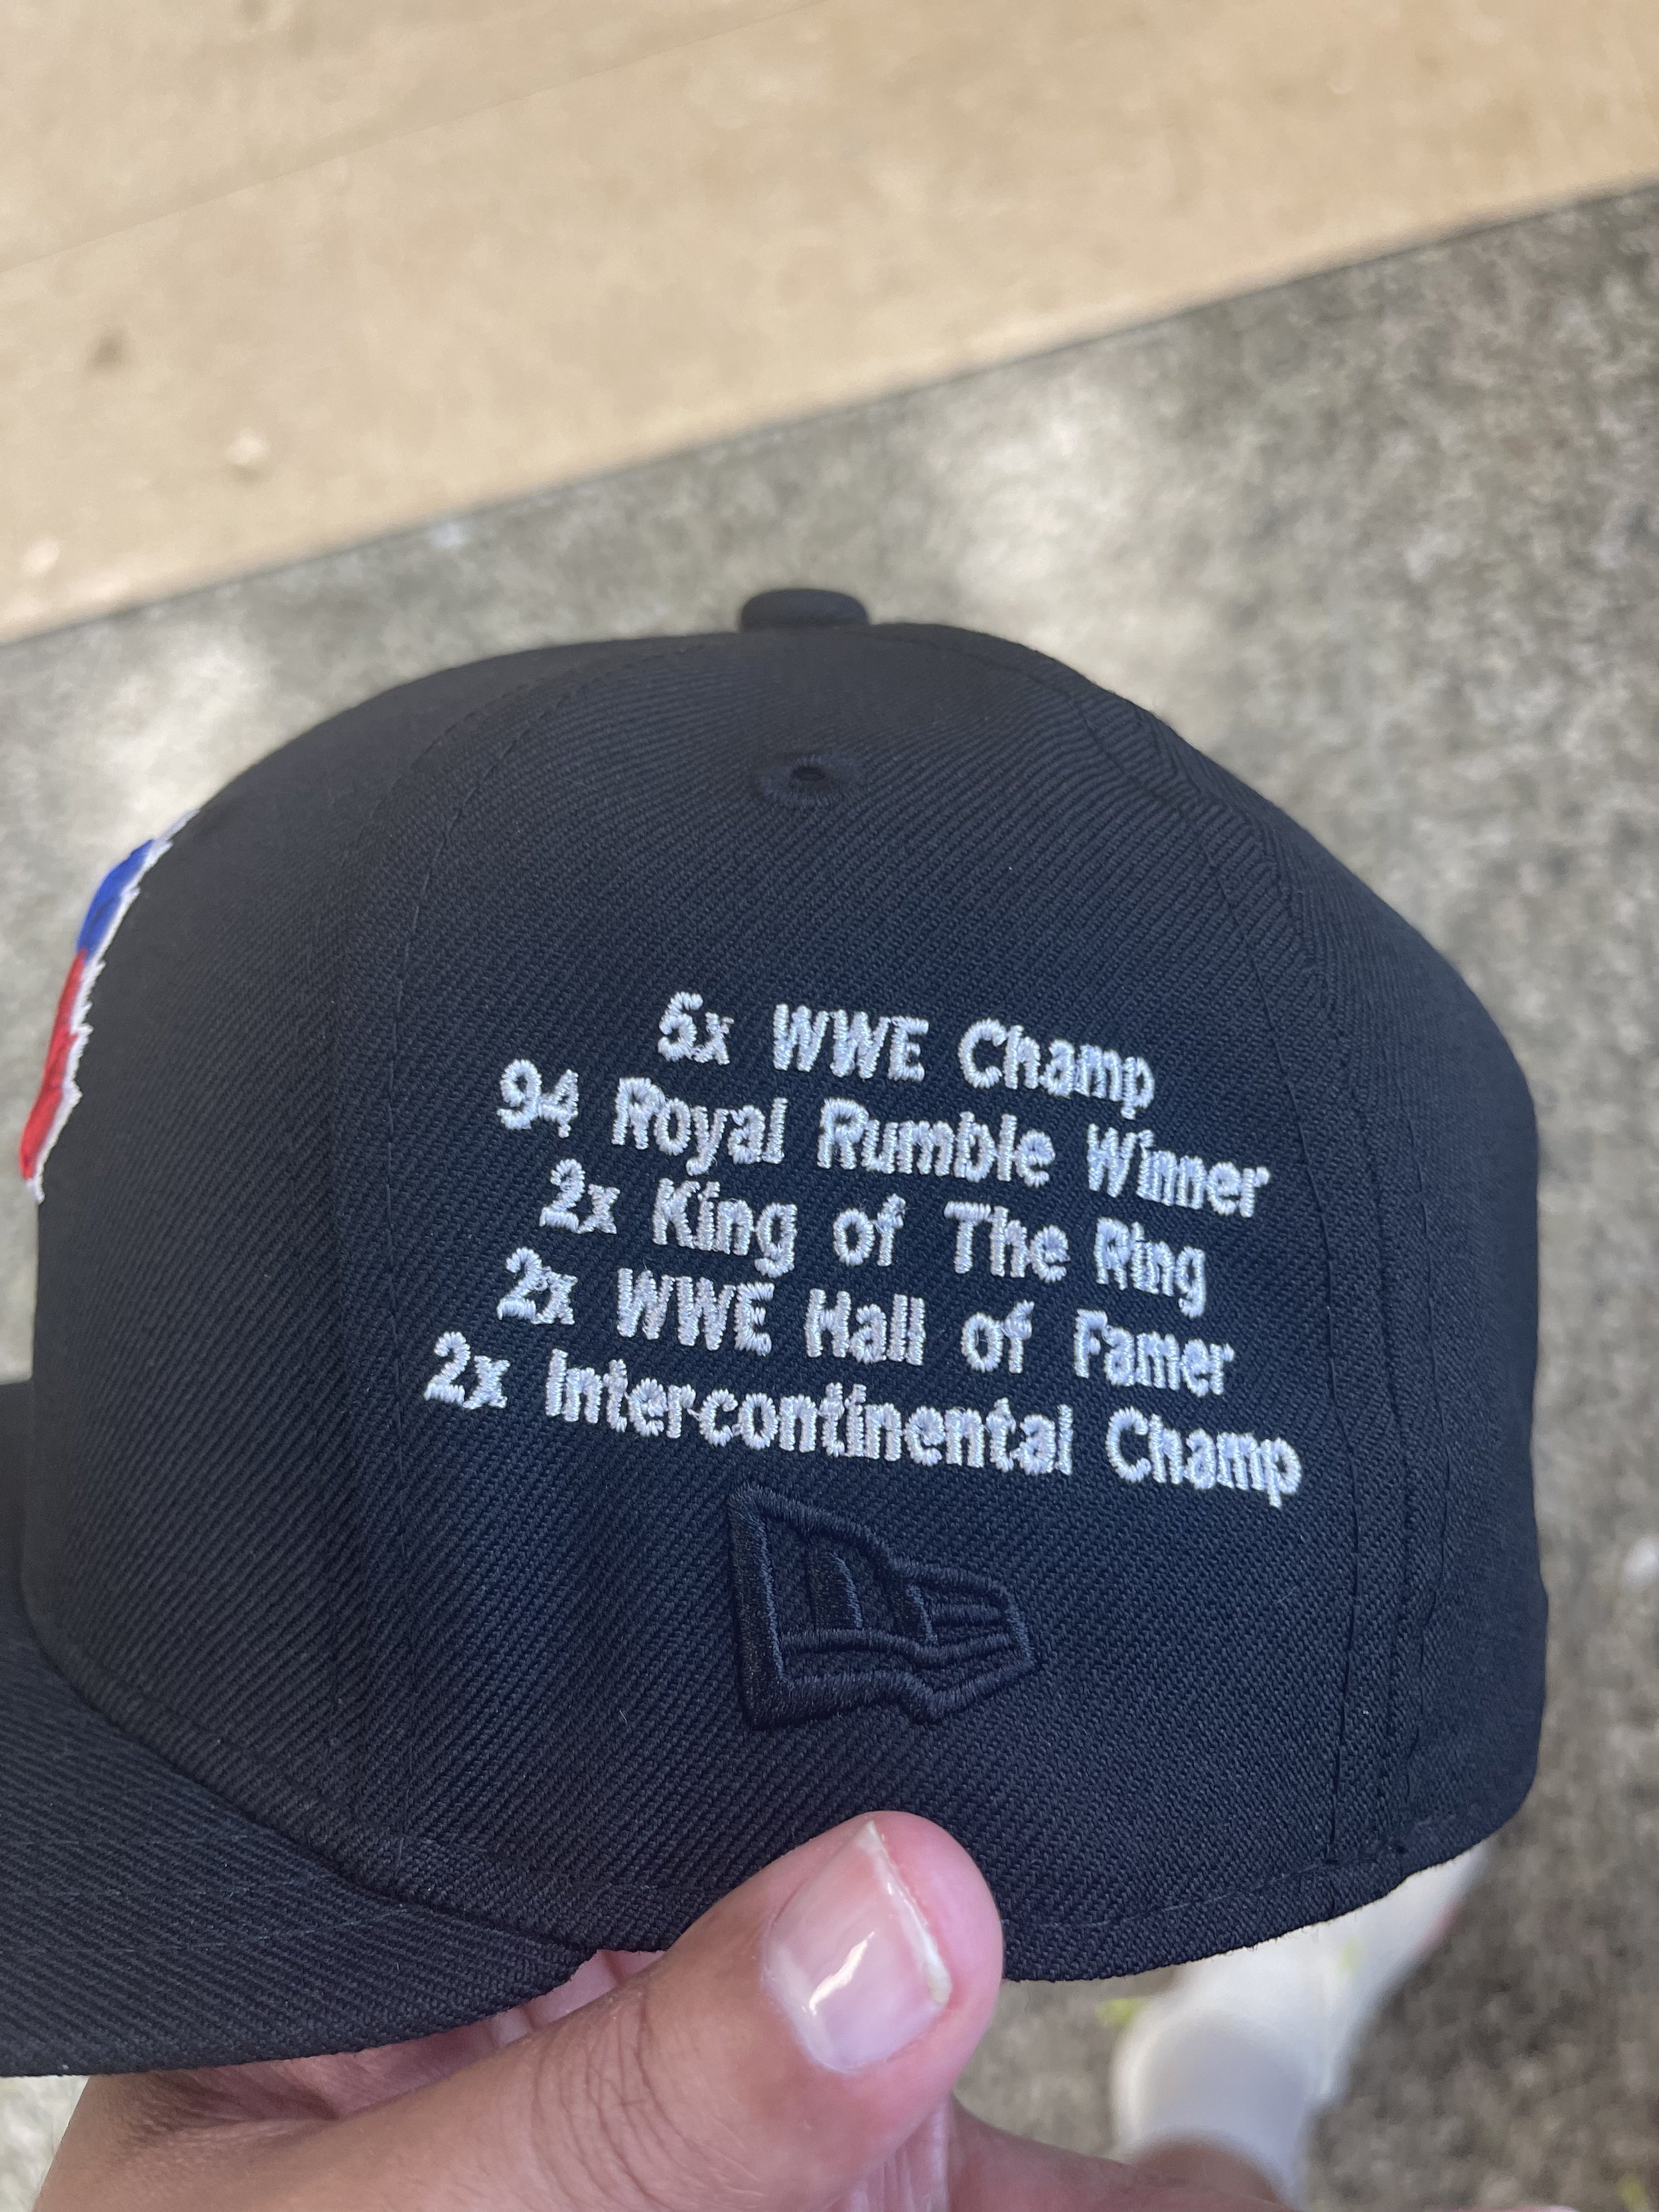 5x WWE Champ
94 Royal Rumble Winner
2x King of The Ring
2x WWE Hall of Famer
2x Intercontinental Champ